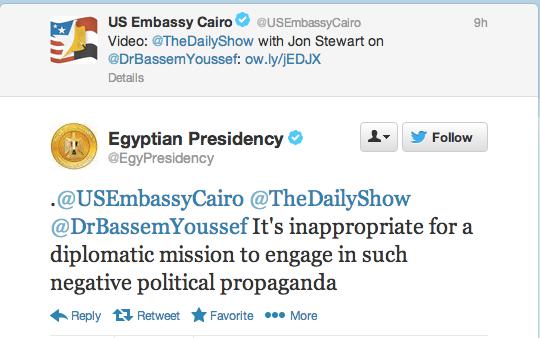 US Embassy Cairo @USEmbassyCairo 9h
Video: @TheDailyShow with Jon Stewart on
@DrBassemYoussef: ow.ly/jEDJX
Details
Egyptian Presidency
@EgyPresidency
Follow
.@USEmbassyCairo @TheDailyShow
@DrBassemYoussef It's inappropriate for a
diplomatic mission to engage in such
negative political propaganda
Reply Retweet Favorite More